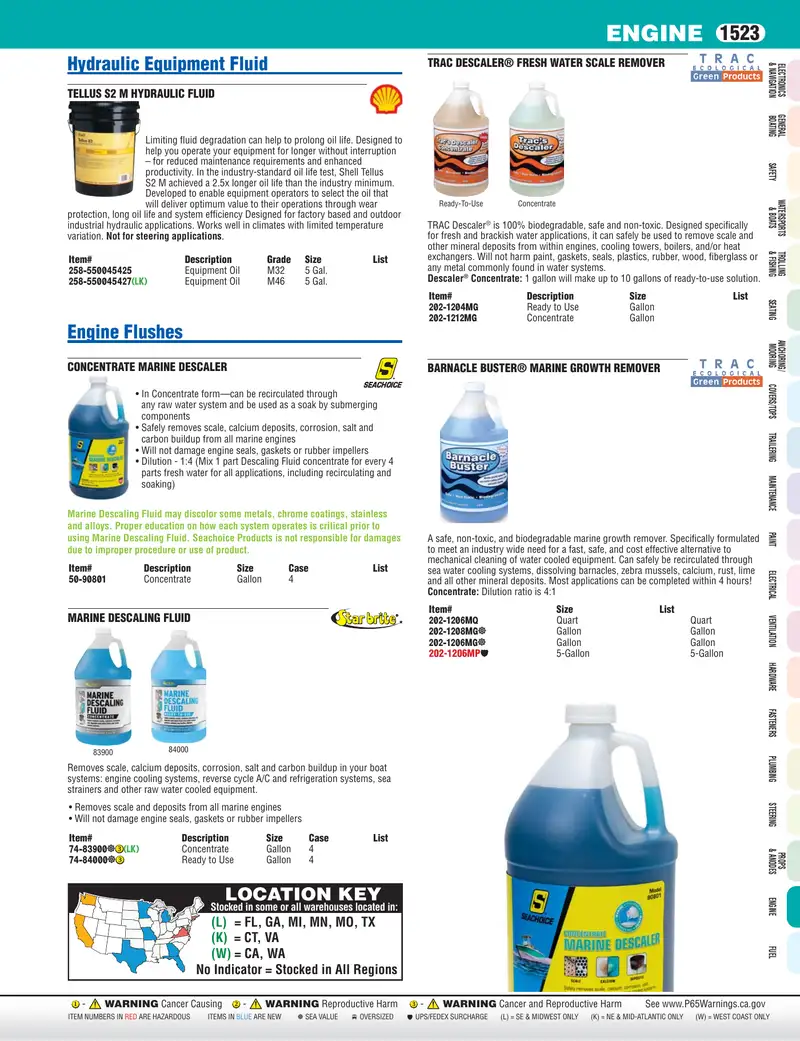 ENGINE 1523
Hydraulic Equipment Fluid
TELLUS S2 M HYDRAULIC FLUID
Limiting fluid degradation can help to prolong oil life. Designed to
help you operate your equipment for longer without interruption
– for reduced maintenance requirements and enhanced
productivity. In the industry-standard oil life test, Shell Tellus
S2 M achieved a 2.5x longer oil life than the industry minimum.
Developed to enable equipment operators to select the oil that
will deliver optimum value to their operations through wear
protection, long oil life and system efficiency Designed for factory based and outdoor
industrial hydraulic applications. Works well in climates with limited temperature
variation. Not for steering applications.
Item# Description Grade Size List
258-550045425 Equipment Oil M32 5 Gal.
258-550045427(LK) Equipment Oil M46 5 Gal.
Engine Flushes
CONCENTRATE MARINE DESCALER
SEACHOICE
• In Concentrate form—can be recirculated through
any raw water system and be used as a soak by submerging
components
• Safely removes scale, calcium deposits, corrosion, salt and
carbon buildup from all marine engines
• Will not damage engine seals, gaskets or rubber impellers
• Dilution - 1:4 (Mix 1 part Descaling Fluid concentrate for every 4
parts fresh water for all applications, including recirculating and
soaking)
Marine Descaling Fluid may discolor some metals, chrome coatings, stainless
and alloys. Proper education on how each system operates is critical prior to
using Marine Descaling Fluid. Seachoice Products is not responsible for damages
due to improper procedure or use of product.
Item# Description Size Case List
50-90801 Concentrate Gallon 4
MARINE DESCALING FLUID
Star brite
MARINE
DESCALING
FLUID
CONCENTRATE
MARINE
DESCALING
FLUID
83900
84000
Removes scale, calcium deposits, corrosion, salt and carbon buildup in your boat
systems: engine cooling systems, reverse cycle A/C and refrigeration systems, sea
strainers and other raw water cooled equipment.
• Removes scale and deposits from all marine engines
• Will not damage engine seals, gaskets or rubber impellers
Item# Description Size Case List
74-83900 3(LK) Concentrate Gallon 4
74-84000 3 Ready to Use Gallon 4
LOCATION KEY
Stocked in some or all warehouses located in:
(L) = FL, GA, MI, MN, MO, TX
(K) = CT, VA
(W) = CA, WA
No Indicator = Stocked in All Regions
TRAC DESCALER® FRESH WATER SCALE REMOVER
TRAC
ECOLOGICAL
Green Products
Trac's Descaler
Concentrate
Trac's
Descaler
Ready-To-Use
Concentrate
TRAC Descaler® is 100% biodegradable, safe and non-toxic. Designed specifically
for fresh and brackish water applications, it can safely be used to remove scale and
other mineral deposits from within engines, cooling towers, boilers, and/or heat
exchangers. Will not harm paint, gaskets, seals, plastics, rubber, wood, fiberglass or
any metal commonly found in water systems.
Descaler® Concentrate: 1 gallon will make up to 10 gallons of ready-to-use solution.
Item# Description Size List
202-1204MG Ready to Use Gallon
202-1212MG Concentrate Gallon
BARNACLE BUSTER® MARINE GROWTH REMOVER
TRAC
ECOLOGICAL
Green Products
Barnacle
Buster
A safe, non-toxic, and biodegradable marine growth remover. Specifically formulated
to meet an industry wide need for a fast, safe, and cost effective alternative to
mechanical cleaning of water cooled equipment. Can safely be recirculated through
sea water cooling systems, dissolving barnacles, zebra mussels, calcium, rust, lime
and all other mineral deposits. Most applications can be completed within 4 hours!
Concentrate: Dilution ratio is 4:1
Item# Size List
202-1206MQ Quart Quart
202-1208MG Gallon Gallon
202-1206MG Gallon Gallon
202-1206MP 5-Gallon 5-Gallon
Model
90801
SEACHOICE
CONCENTRATED
MARINE DESCALER
ELECTRONICS
& NAVIGATION
GENERAL
BOATING
SAFETY
WATERSPORTS
& BOATS
TROLLING
& FISHING
SEATING
ANCHORING/
MOORING
COVERS/TOPS
TRAILERING
MAINTENANCE
PAINT
ELECTRICAL
VENTILATION
HARDWARE
FASTENERS
PLUMBING
STEERING
PROPS
& ANODES
ENGINE
FUEL
1 - WARNING Cancer Causing 2 - WARNING Reproductive Harm 3 - WARNING Cancer and Reproductive Harm See www.P65Warnings.ca.gov
ITEM NUMBERS IN RED ARE HAZARDOUS ITEMS IN BLUE ARE NEW SEA VALUE OVERSIZED UPS/FEDEX SURCHARGE (L) = SE & MIDWEST ONLY (K) = NE & MID-ATLANTIC ONLY (W) = WEST COAST ONLY